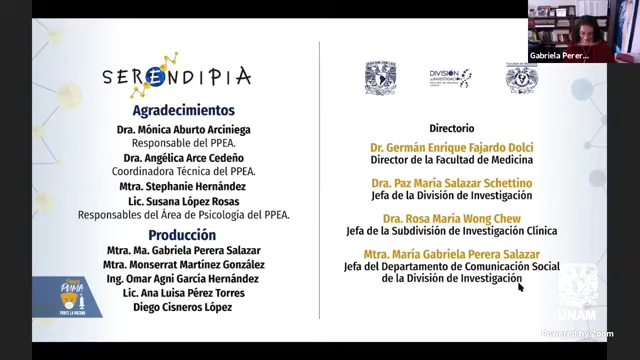 SERENDIPIA
Agradecimientos
Dra. Mónica Aburto Arciniega
Responsable del PPEA.
Dra. Angélica Arce Cedeño
Coordinadora Técnica del PPEA.
Mtra. Stephanie Hernández
Lic. Susana López Rosas
Responsables del Área de Psicología del PPEA.
Producción
Mtra. Ma. Gabriela Perera Salazar
Mtra. Monserrat Martínez González
Ing. Omar Agni García Hernández
Lic. Ana Luisa Pérez Torres
Diego Cisneros López
PUMA
PONTE LA VACUNA
DIVISIÓN
Directorio
Dr. Germán Enrique Fajardo Dolci
Director de la Facultad de Medicina
Dra. Paz María Salazar Schettino
Jefa de la División de Investigación
Dra. Rosa María Wong Chew
Jefa de la Subdivisión de Investigación Clínica
Mtra. María Gabriela Perera Salazar
Jefa del Departamento de Comunicación Social
de la División de Investigación
Gabriela Perer...
UNAM
Powered by Zoom